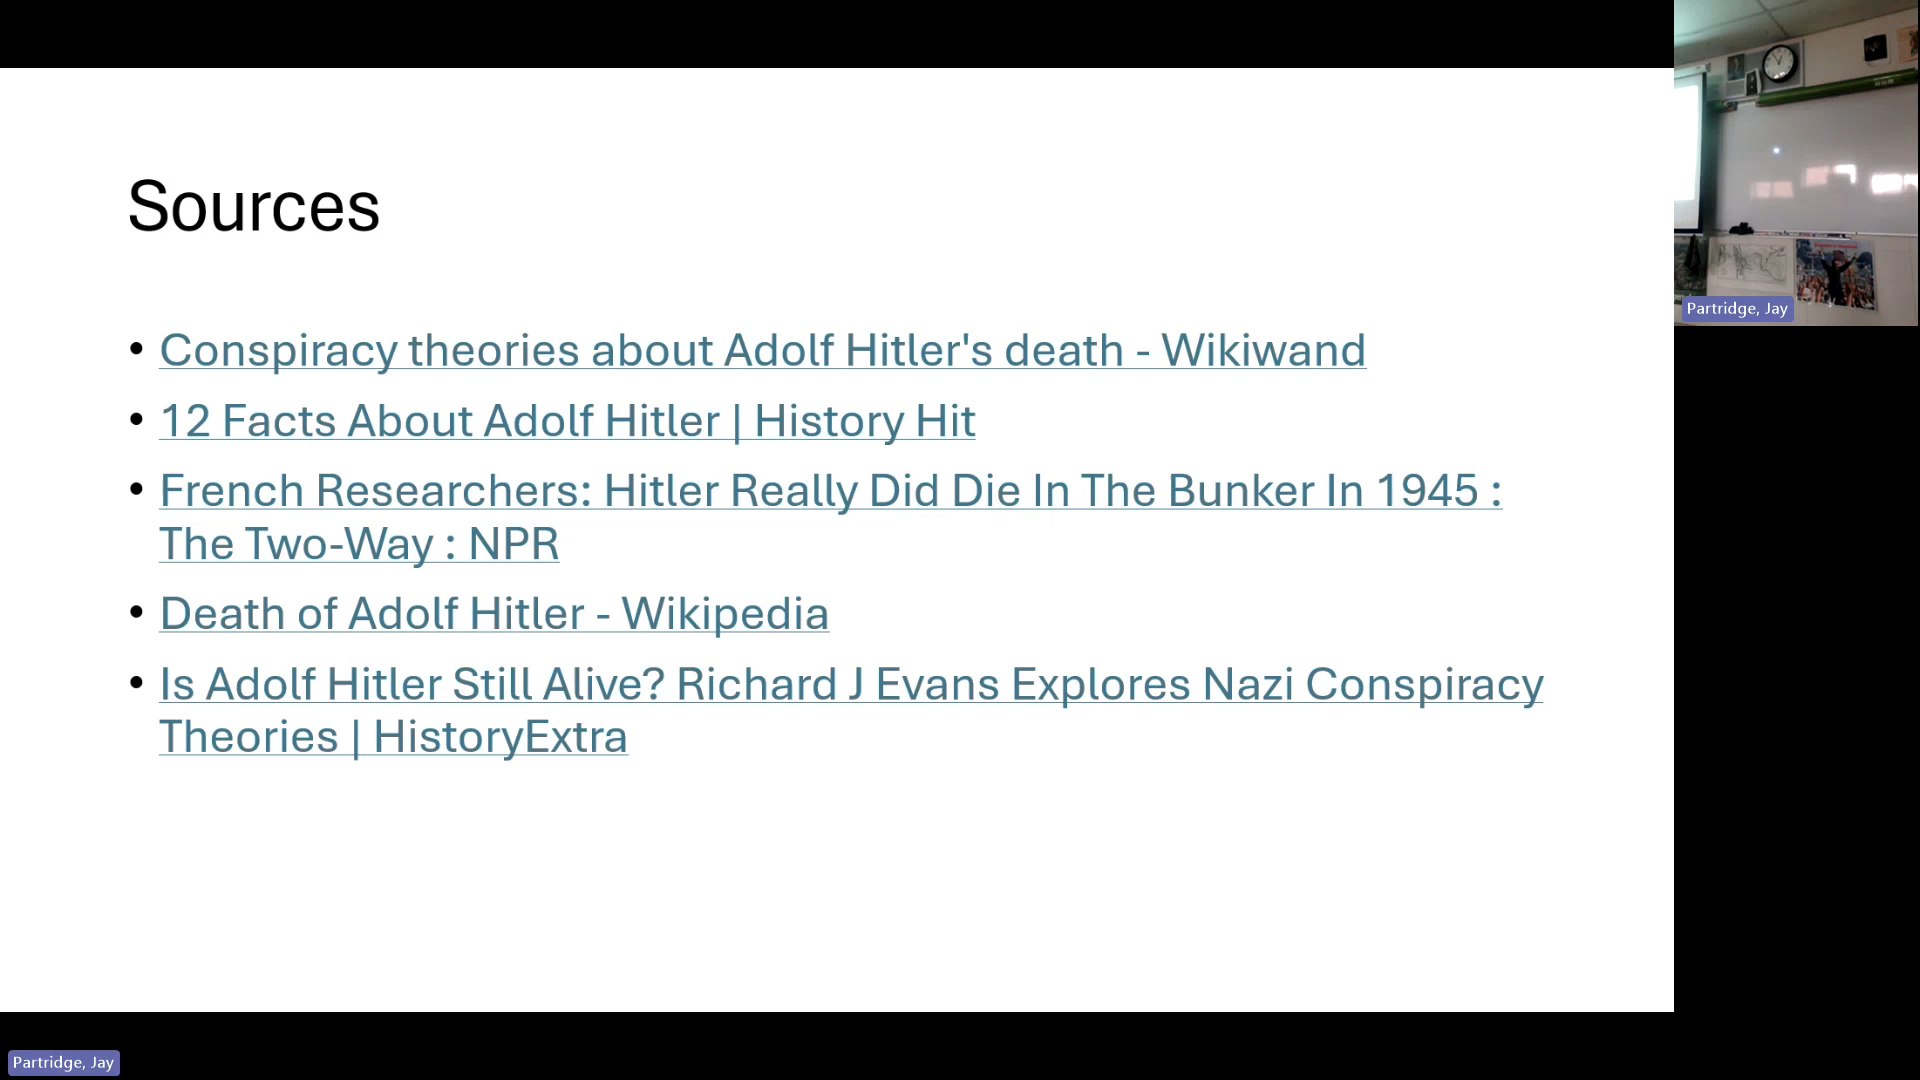 Sources
• Conspiracy theories about Adolf Hitler's death - Wikiwand
• 12 Facts About Adolf Hitler | History Hit
• French Researchers: Hitler Really Did Die In The Bunker In 1945 :
The Two-Way : NPR
• Death of Adolf Hitler - Wikipedia
• Is Adolf Hitler Still Alive? Richard J Evans Explores Nazi Conspiracy
Theories | HistoryExtra
Partridge, Jay
Partridge, Jay